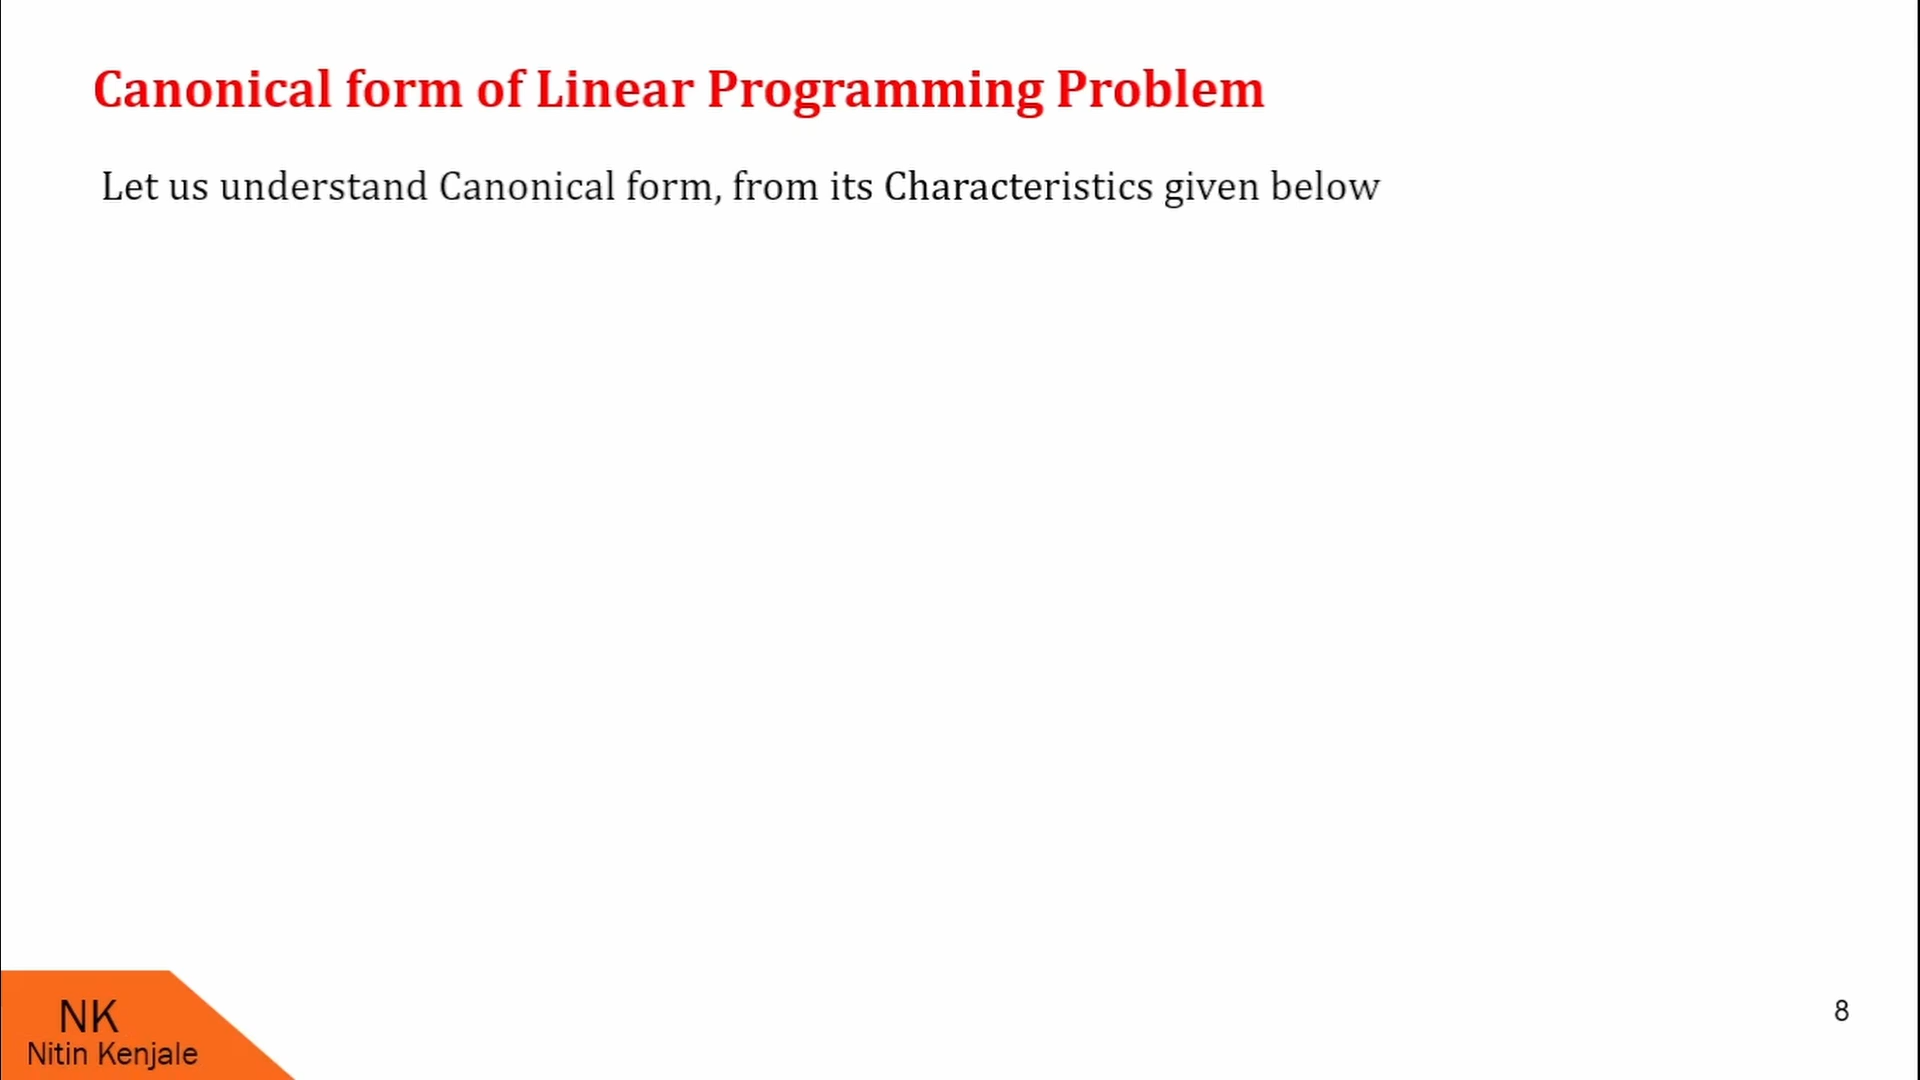 Canonical form of Linear Programming Problem
Let us understand Canonical form, from its Characteristics given below
NK
Nitin Kenjale
8